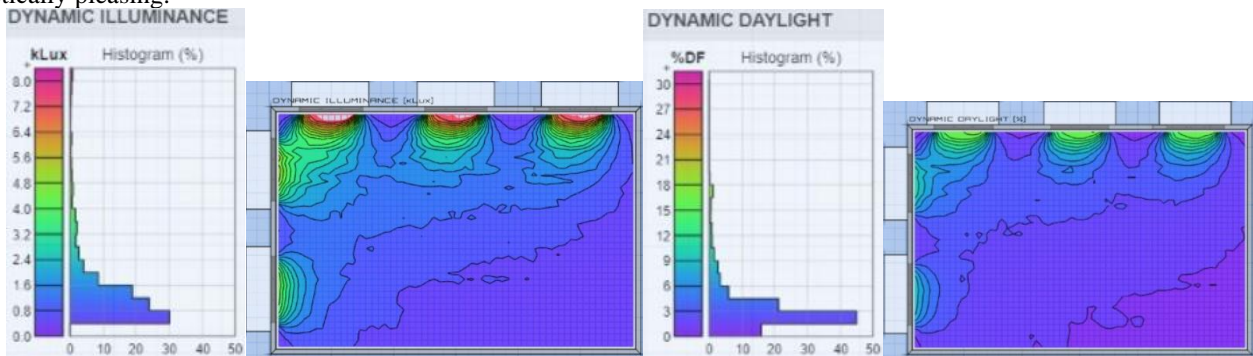 tically pleasing.
DYNAMIC ILLUMINANCE
kLux Histogram (%)
+
8.0
7.2
6.4
5.6
4.8
4.0
3.2
2.4
1.6
0.8
0.0
0 10 20 30 40 50
DYNAMIC ILLUMINANCE [kLux]
DYNAMIC DAYLIGHT
%DF Histogram (%)
+
30
27
24
21
18
15
12
9
6
3
0
0 10 20 30 40 50
DYNAMIC DAYLIGHT [%]